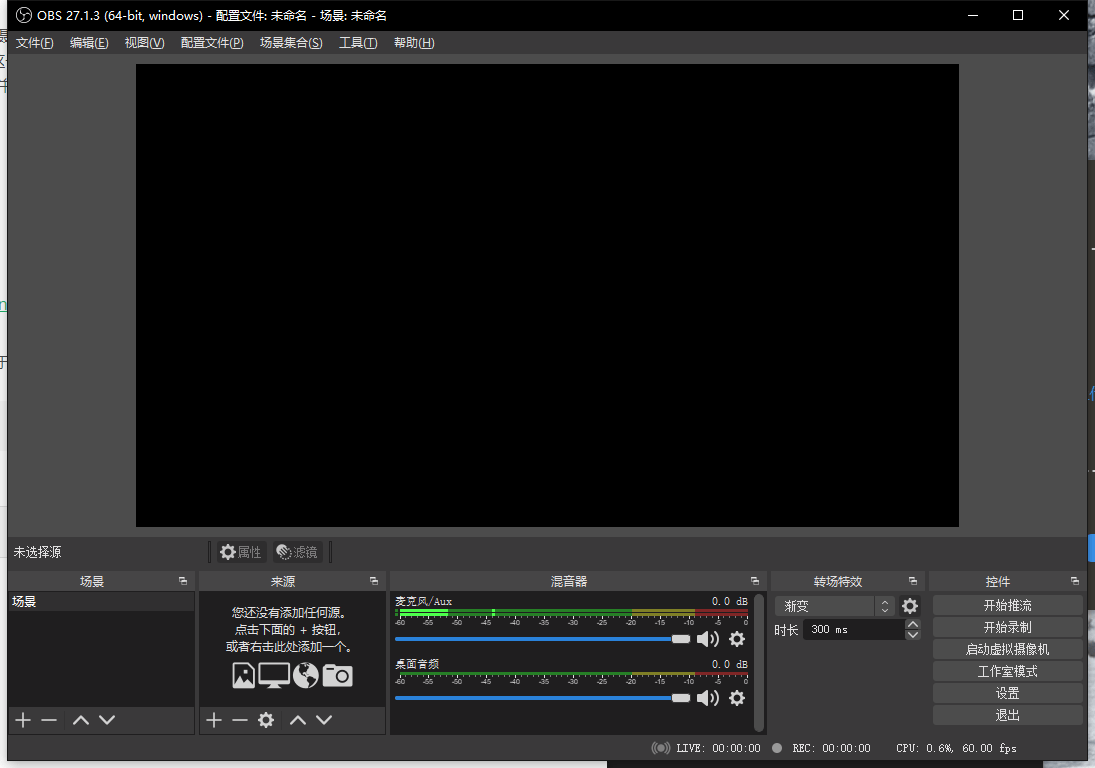 OBS 27.1.3 (64-bit, windows) - 配置文件: 未命名 - 场景: 未命名
文件(F) 编辑(E) 视图(V) 配置文件(P) 场景集合(S) 工具(T) 帮助(H)
未选择源 属性 滤镜
场景 来源 混音器 转场特效 控件
场景
您还没有添加任何源。
点击下面的 + 按钮，
或者右击此处添加一个。
麦克风/Aux 0.0 dB
-60 -55 -50 -45 -40 -35 -30 -25 -20 -15 -10 -5 0
桌面音频 0.0 dB
-60 -55 -50 -45 -40 -35 -30 -25 -20 -15 -10 -5 0
渐变
时长 300 ms
开始推流
开始录制
启动虚拟摄像机
工作室模式
设置
退出
LIVE: 00:00:00 REC: 00:00:00 CPU: 0.6%, 60.00 fps